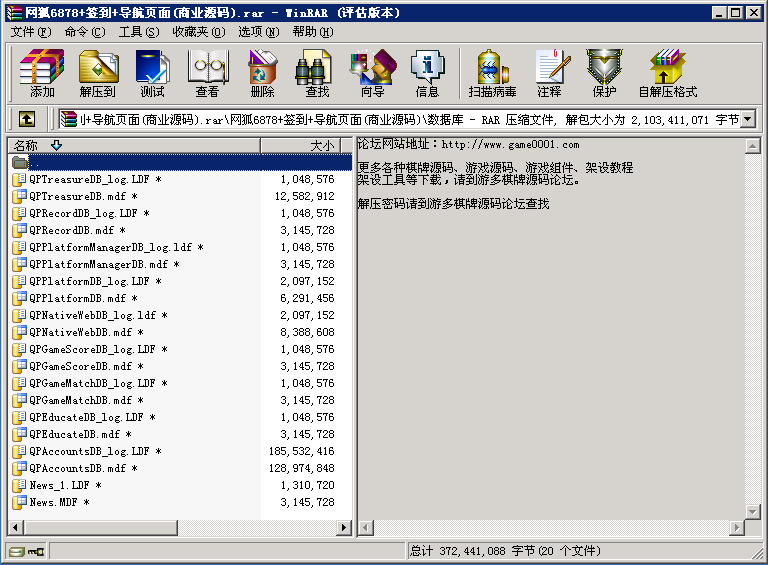 网狐6878+签到+导航页面(商业源码).rar - WinRAR (评估版本)
文件(F) 命令(C) 工具(S) 收藏夹(O) 选项(N) 帮助(H)
添加 解压到 测试 查看 删除 查找 向导 信息 扫描病毒 注释 保护 自解压格式
到+导航页面(商业源码).rar\网狐6878+签到+导航页面(商业源码)\数据库 - RAR 压缩文件, 解包大小为 2,103,411,071 字节
名称 大小
..
QPTreasureDB_log.LDF * 1,048,576
QPTreasureDB.mdf * 12,582,912
QPRecordDB_log.LDF * 1,048,576
QPRecordDB.mdf * 3,145,728
QPPlatformManagerDB_log.ldf * 1,048,576
QPPlatformManagerDB.mdf * 3,145,728
QPPlatformDB_log.LDF * 2,097,152
QPPlatformDB.mdf * 6,291,456
QPNativeWebDB_log.ldf * 2,097,152
QPNativeWebDB.mdf * 8,388,608
QPGameScoreDB_log.LDF * 1,048,576
QPGameScoreDB.mdf * 3,145,728
QPGameMatchDB_log.LDF * 1,048,576
QPGameMatchDB.mdf * 3,145,728
QPEducateDB_log.LDF * 1,048,576
QPEducateDB.mdf * 3,145,728
QPAccountsDB_log.LDF * 185,532,416
QPAccountsDB.mdf * 128,974,848
News_1.LDF * 1,310,720
News.MDF * 3,145,728
论坛网站地址：http://www.game0001.com
更多各种棋牌源码、游戏源码、游戏组件、架设教程
架设工具等下载，请到游多棋牌源码论坛。
解压密码请到游多棋牌源码论坛查找
总计 372,441,088 字节(20 个文件)